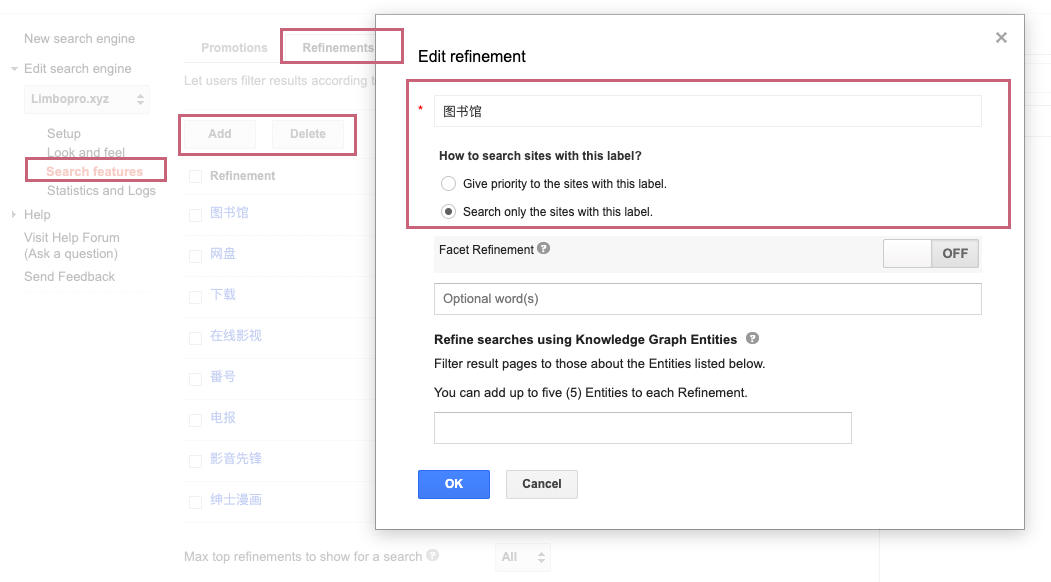 New search engine
Edit search engine
Limbopro.xyz
Setup
Look and feel
Search features
Statistics and Logs
Help
Visit Help Forum
(Ask a question)
Send Feedback
Promotions
Refinements
Let users filter results according t
Add
Delete
Refinement
图书馆
网盘
下载
在线影视
番号
电报
影音先锋
绅士漫画
Max top refinements to show for a search ?
All
Edit refinement
×
* 图书馆
How to search sites with this label?
Give priority to the sites with this label.
Search only the sites with this label.
Facet Refinement ?
OFF
Optional word(s)
Refine searches using Knowledge Graph Entities ?
Filter result pages to those about the Entities listed below.
You can add up to five (5) Entities to each Refinement.
OK
Cancel